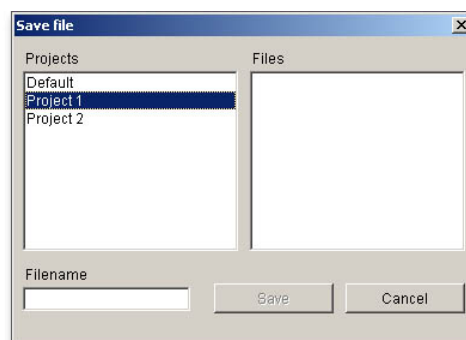 Save file
Projects
Files
Default
Project 1
Project 2
Filename
Save
Cancel